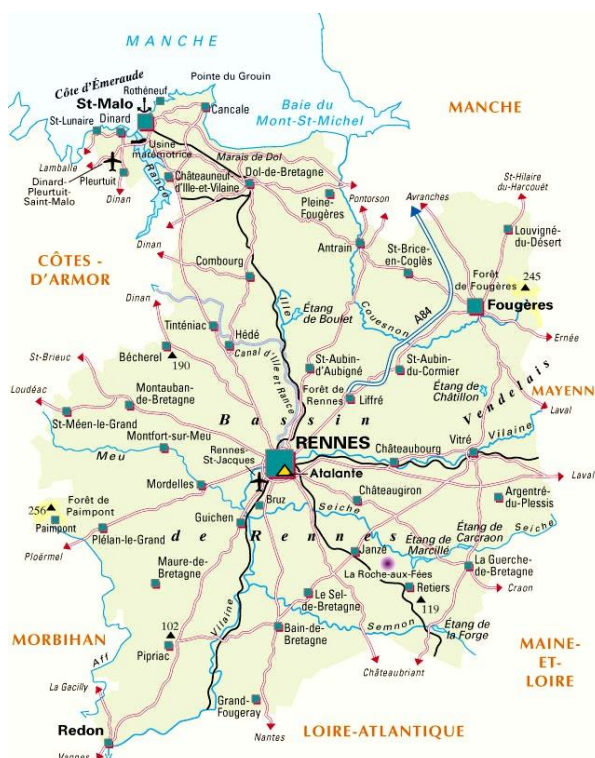 MANCHE
Côte d'Émeraude
Pointe du Grouin
Rothéneuf
St-Malo
Cancale
Baie du
Mont-St-Michel
MANCHE
St-Lunaire
Dinard
Usine
marémotrice
Marais de Dol
Lamballe
Pleurtuit
Dinard-
Pleurtuit-
Saint-Malo
Dinan
Rance
Châteauneuf
d'Ille-et-Vilaine
Dol-de-Bretagne
Pleine-
Fougères
Pontorson
Avranches
St-Hilaire
du-Harcouët
Dinan
Antrain
St-Brice-
en-Coglès
Louvigné-
du-Désert
CÔTES -
D'ARMOR
Combourg
Forêt
de Fougères
245
Ille
Étang
de Boulet
Couesnon
A84
Fougères
Dinan
Tinténiac
Hédé
Canal d'Ille et Rance
Ernée
St-Brieuc
Bécherel
190
St-Aubin-
d'Aubigné
St-Aubin-
du-Cormier
Forêt de
Rennes
Liffré
Étang de
Châtillon
Vendelais
MAYENN
Loudéac
Montauban-
de-Bretagne
St-Méen-le-Grand
Bassin
Laval
Montfort-sur-Meu
Meu
RENNES
Rennes-
St-Jacques
Atalante
Châteaubourg
Vitré
Vilaine
Laval
Mordelles
Bruz
Châteaugiron
Argentré-
du-Plessis
256
Forêt de
Paimpont
Paimpont
Guichen
Seiche
Seiche
Plélan-le-Grand
Ploërmel
de Rennes
Étang de
Marcillé
Étang de
Carcraon
Janzé
La Roche-aux-Fées
La Guerche-
de-Bretagne
Maure-de-
Bretagne
Retiers
119
Craon
Le Sel-
de-Bretagne
Semnon
Étang de
la Forge
MORBIHAN
102
Vilaine
Bain-de-
Bretagne
Pipriac
MAINE-
ET-
LOIRE
Aff
Châteaubriant
La Gacilly
Grand-
Fougeray
Redon
LOIRE-ATLANTIQUE
Nantes
Vannes